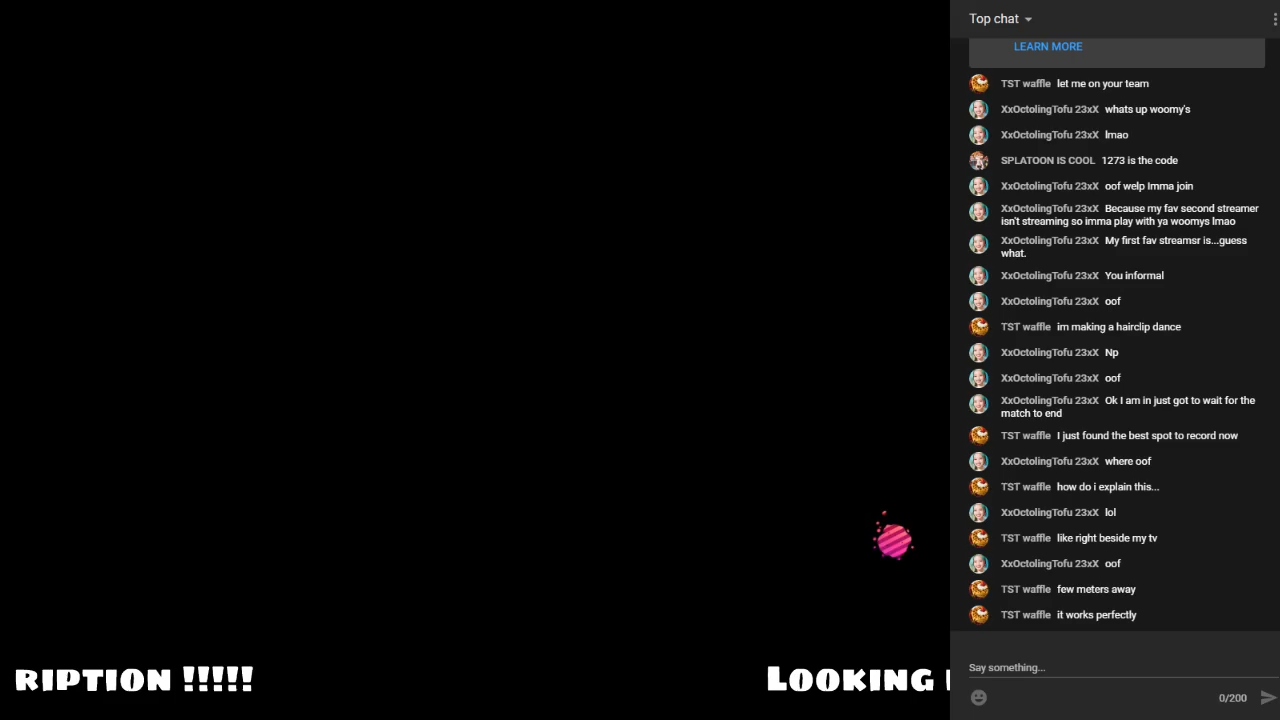 Top chat
LEARN MORE
TST waffle let me on your team
XxOctolingTofu 23xX whats up woomy's
XxOctolingTofu 23xX lmao
SPLATOON IS COOL 1273 is the code
XxOctolingTofu 23xX oof welp Imma join
XxOctolingTofu 23xX Because my fav second streamer
isn't streaming so imma play with ya woomys lmao
XxOctolingTofu 23xX My first fav streamsr is...guess
what.
XxOctolingTofu 23xX You informal
XxOctolingTofu 23xX oof
TST waffle im making a hairclip dance
XxOctolingTofu 23xX Np
XxOctolingTofu 23xX oof
XxOctolingTofu 23xX Ok I am in just got to wait for the
match to end
TST waffle I just found the best spot to record now
XxOctolingTofu 23xX where oof
TST waffle how do i explain this...
XxOctolingTofu 23xX lol
TST waffle like right beside my tv
XxOctolingTofu 23xX oof
TST waffle few meters away
TST waffle it works perfectly
Say something...
0/200
RIPTION !!!!!
LOOKING